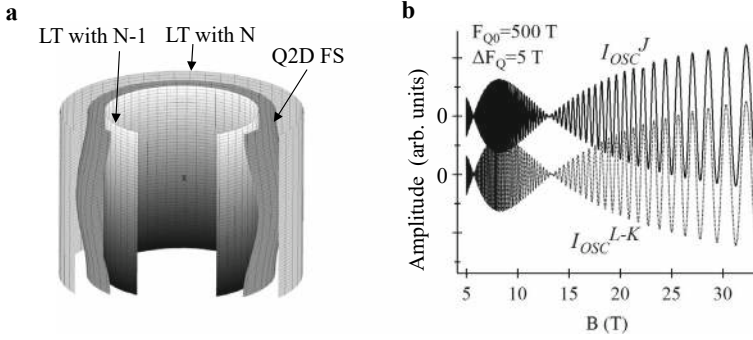 a
LT with N-1
LT with N
Q2D FS
x
b
F_Q0=500 T
ΔF_Q=5 T
I_OSC^J
0
0
I_OSC^L-K
Amplitude (arb. units)
5 10 15 20 25 30
B (T)